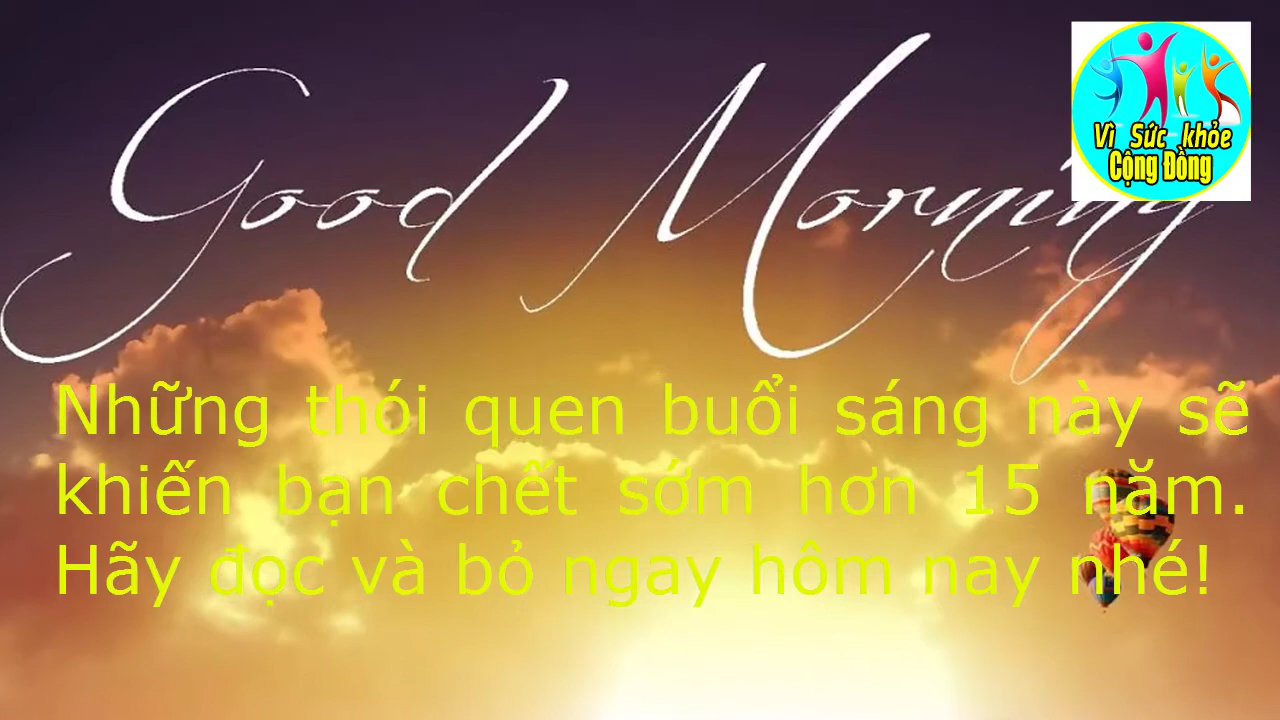 Good Morning
Vì Sức khỏe
Cộng Đồng
Những thói quen buổi sáng này sẽ
khiến bạn chết sớm hơn 15 năm.
Hãy đọc và bỏ ngay hôm nay nhé!